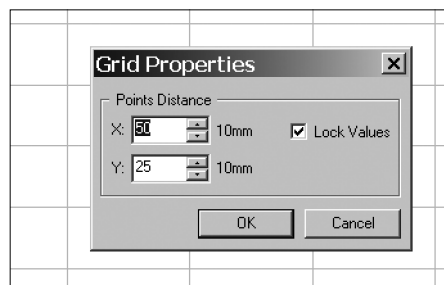 Grid Properties
Points Distance
X: 50 10mm Lock Values
Y: 25 10mm
OK Cancel